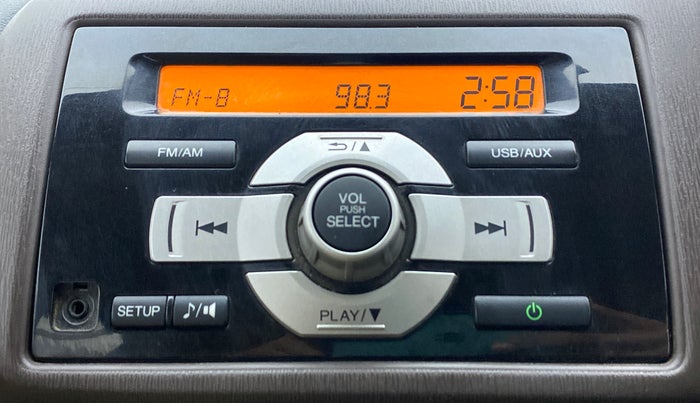 FM-8 98.3 2:58
FM/AM
USB/AUX
VOL
PUSH
SELECT
SETUP
PLAY/▼